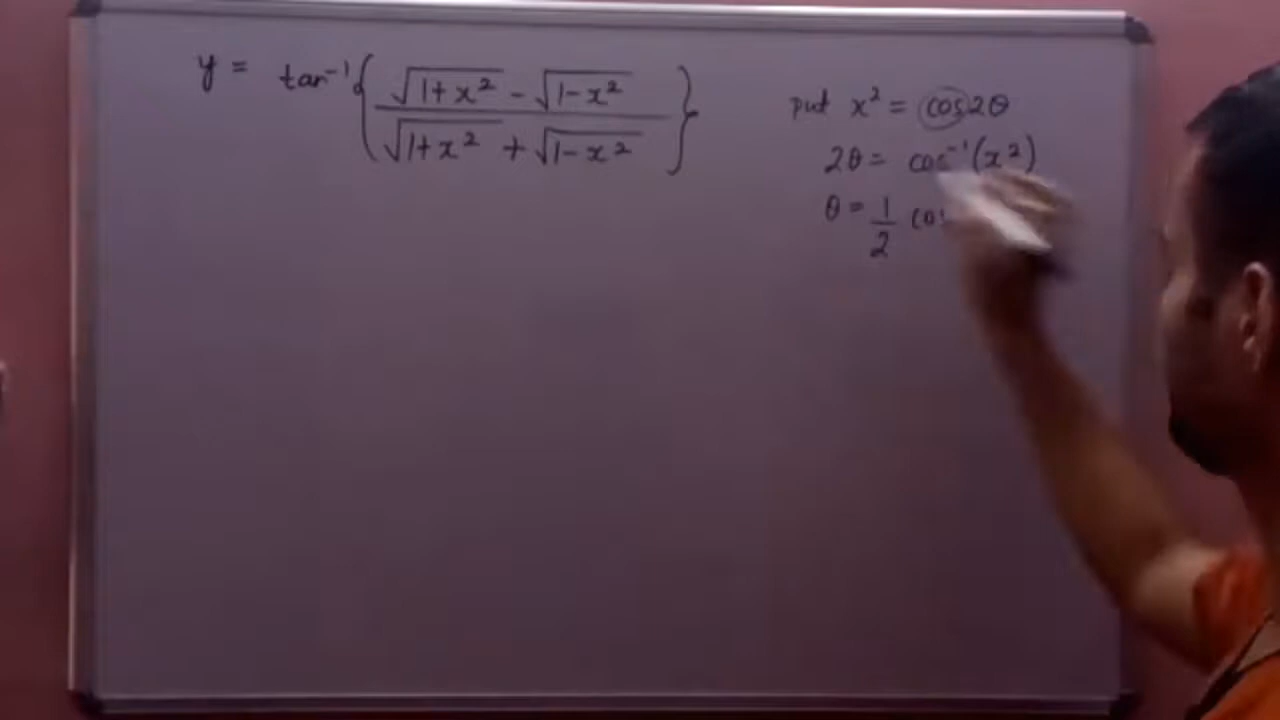 y = tan⁻¹{ (√(1+x²) - √(1-x²)) / (√(1+x²) + √(1-x²)) }
put x² = cos2θ
2θ = cos⁻¹(x²)
θ = 1/2 cos